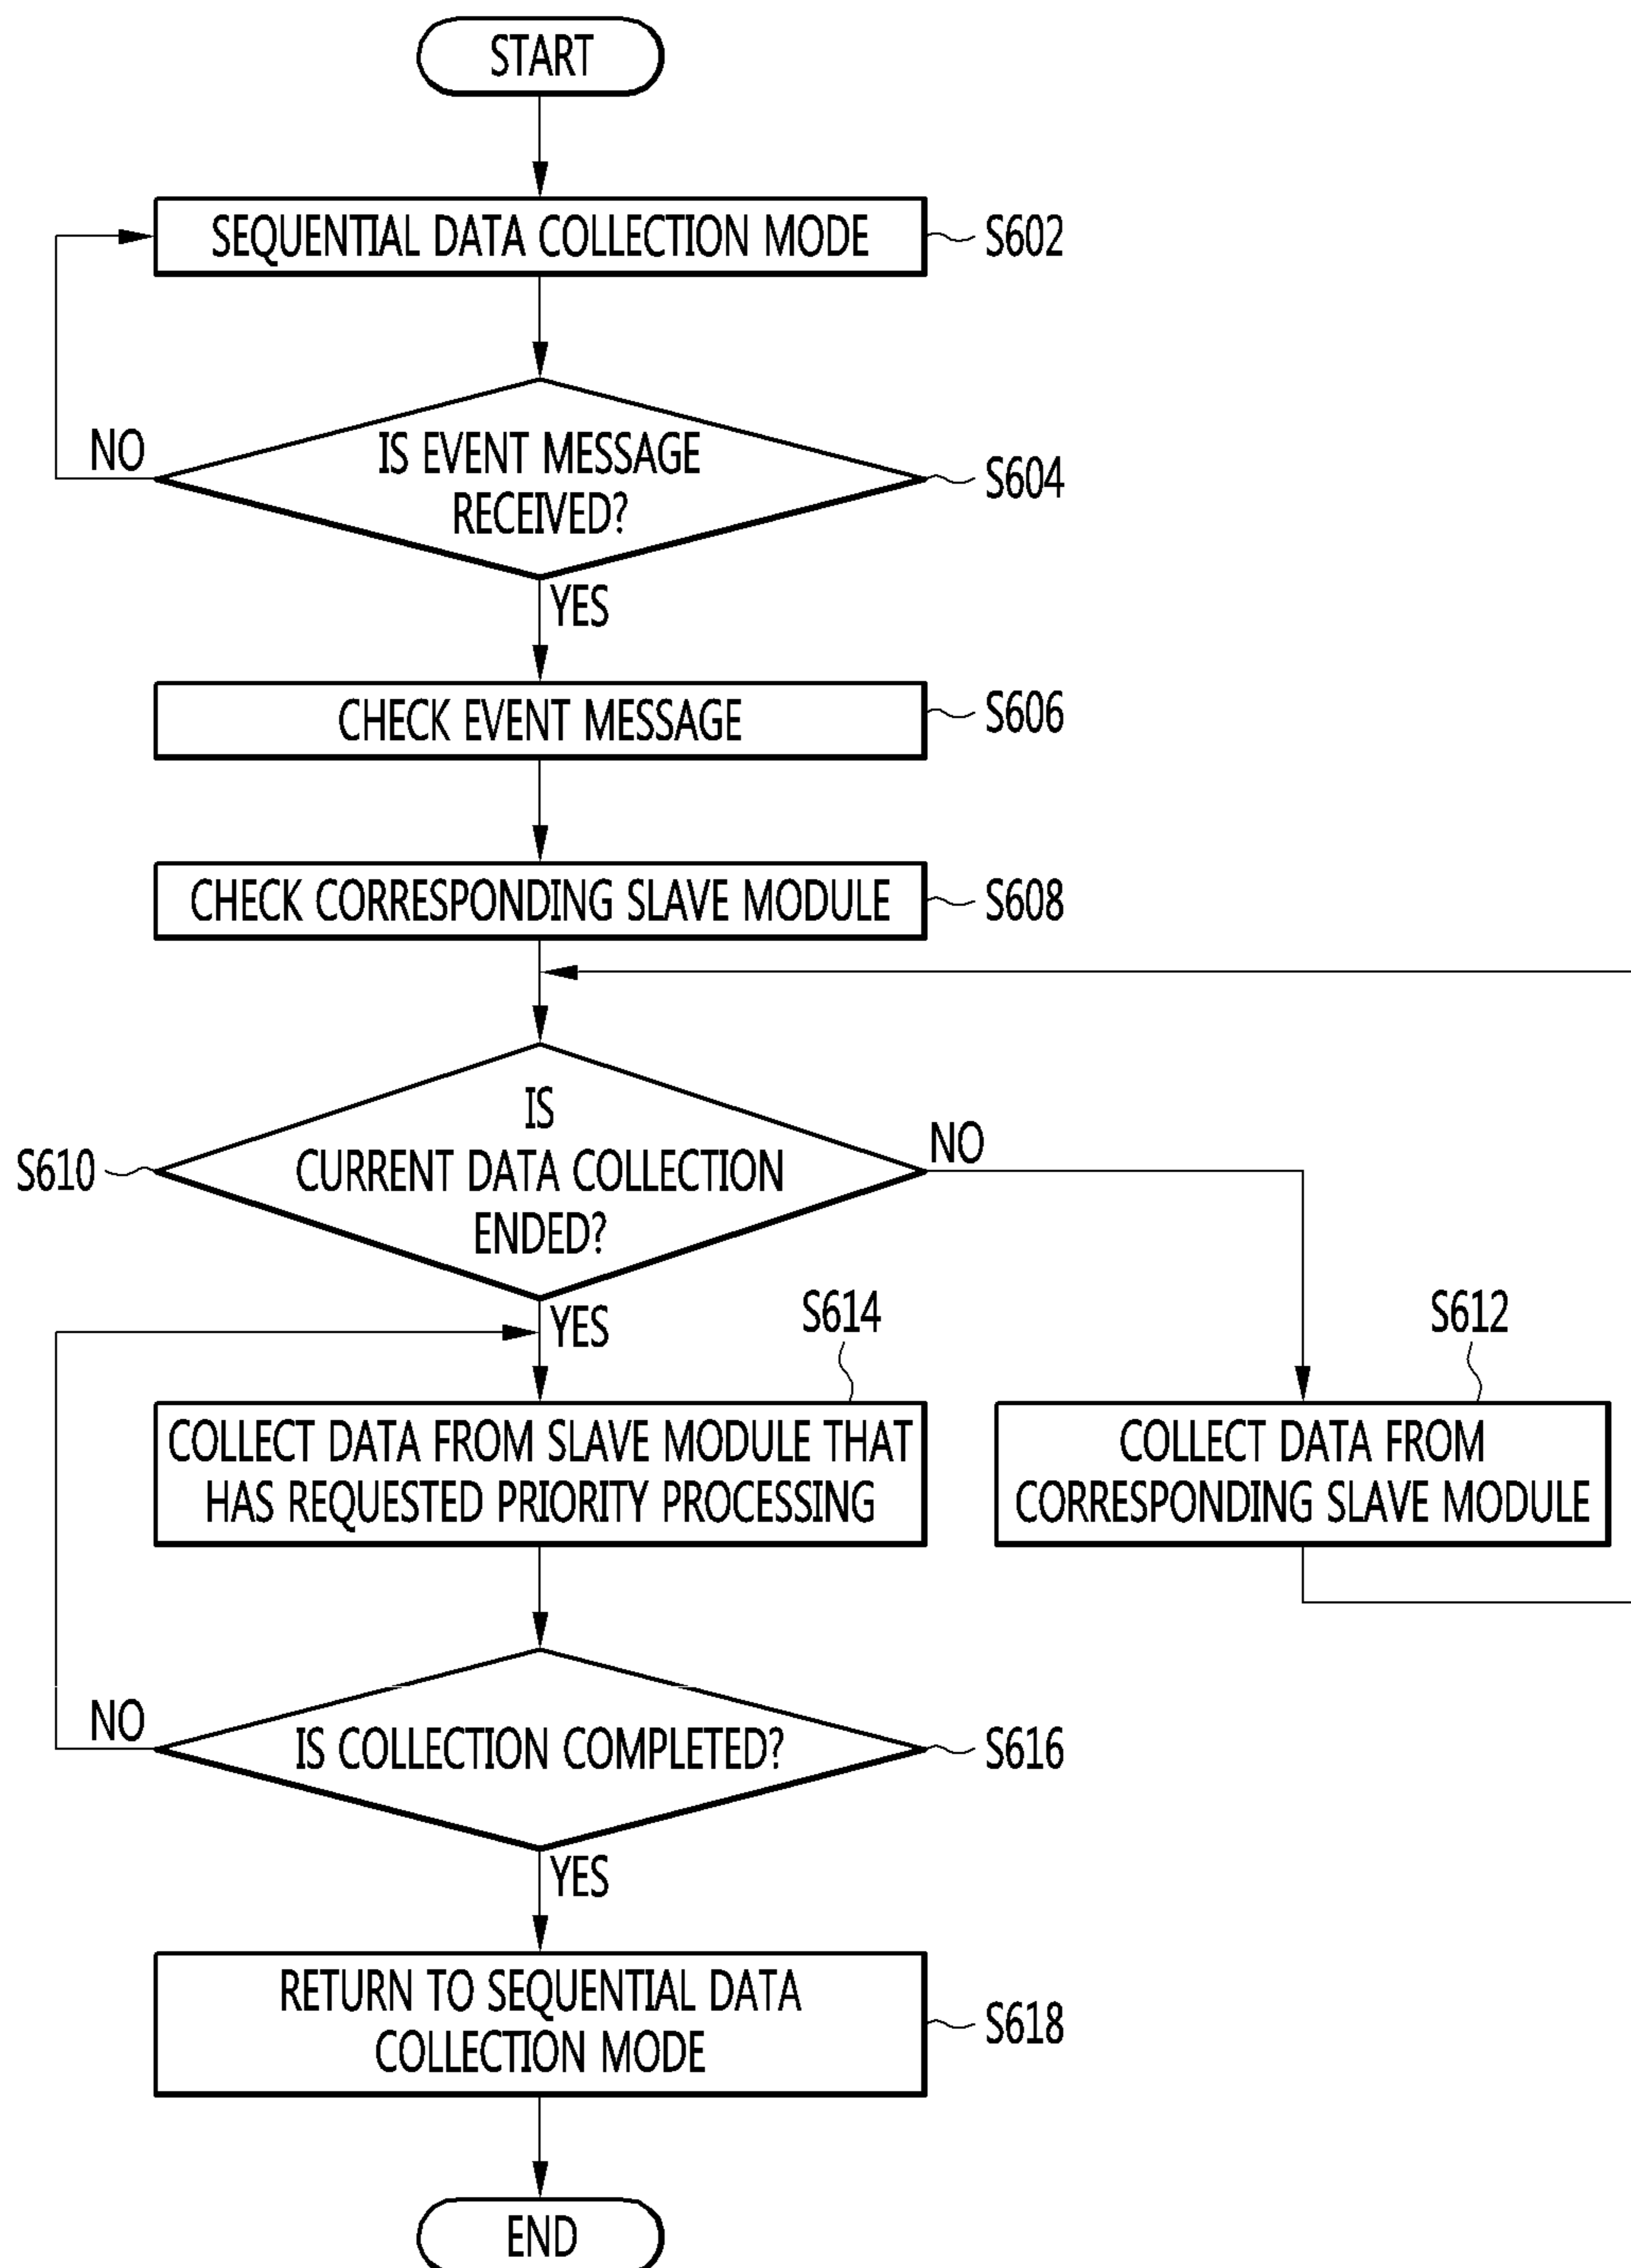 START
SEQUENTIAL DATA COLLECTION MODE
S602
NO
IS EVENT MESSAGE
RECEIVED?
S604
YES
CHECK EVENT MESSAGE
S606
CHECK CORRESPONDING SLAVE MODULE
S608
S610
IS
CURRENT DATA COLLECTION
ENDED?
NO
YES
S614
S612
COLLECT DATA FROM SLAVE MODULE THAT
HAS REQUESTED PRIORITY PROCESSING
COLLECT DATA FROM
CORRESPONDING SLAVE MODULE
NO
IS COLLECTION COMPLETED?
S616
YES
RETURN TO SEQUENTIAL DATA
COLLECTION MODE
S618
END